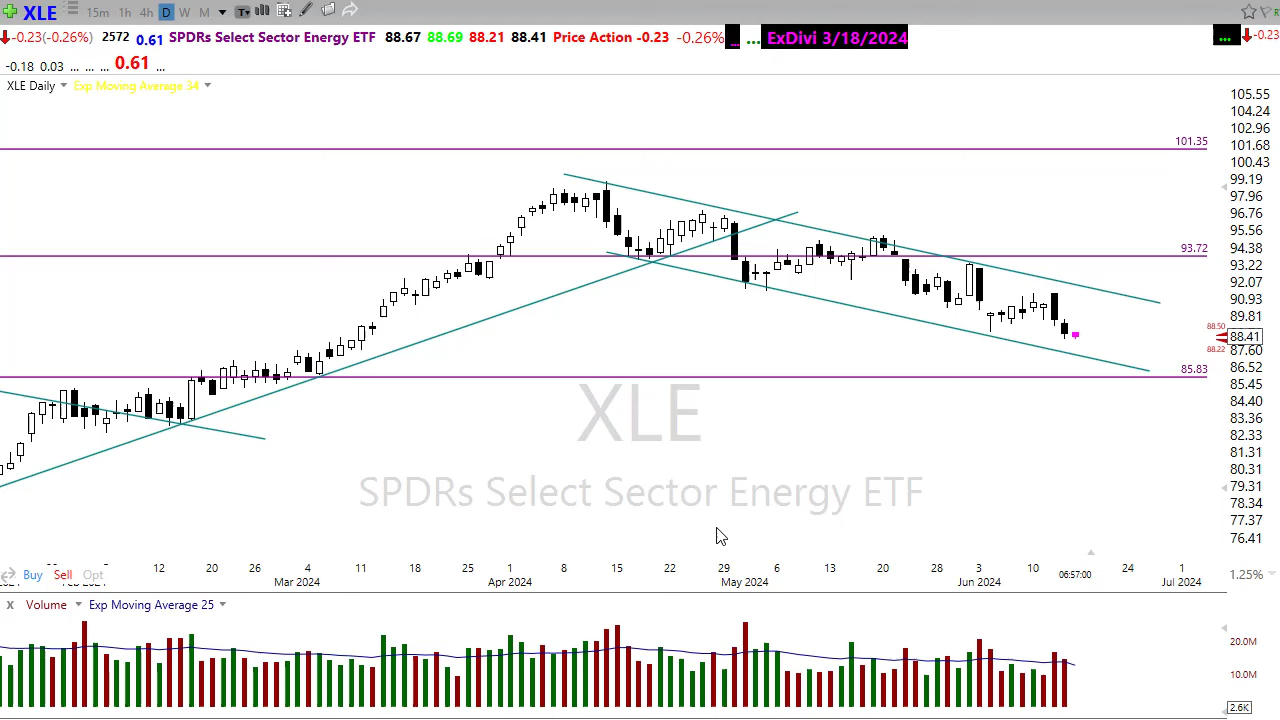 XLE 15m 1h 4h D W M T
-0.23(-0.26%) 2572 0.61 SPDRs Select Sector Energy ETF 88.67 88.69 88.21 88.41 Price Action -0.23 -0.26% ... ... ExDivi 3/18/2024 ... -0.23
-0.18 0.03 ... ... ... 0.61 ...
XLE Daily Exp Moving Average 34
105.55
104.24
102.96
101.35
101.68
100.43
99.19
97.96
96.76
95.56
93.72
94.38
93.22
92.07
90.93
89.81
88.50
88.41
88.22
87.60
85.83
86.52
85.45
84.40
83.36
82.33
81.31
80.31
79.31
78.34
77.37
76.41
XLE
SPDRs Select Sector Energy ETF
12 20 26 4 11 18 25 1 8 15 22 29 6 13 20 28 3 10 24 1
Buy Sell Opt 1.25%
Mar 2024 Apr 2024 May 2024 Jun 2024 06:57:00 Jul 2024
x Volume Exp Moving Average 25
20.0M
10.0M
2.6K